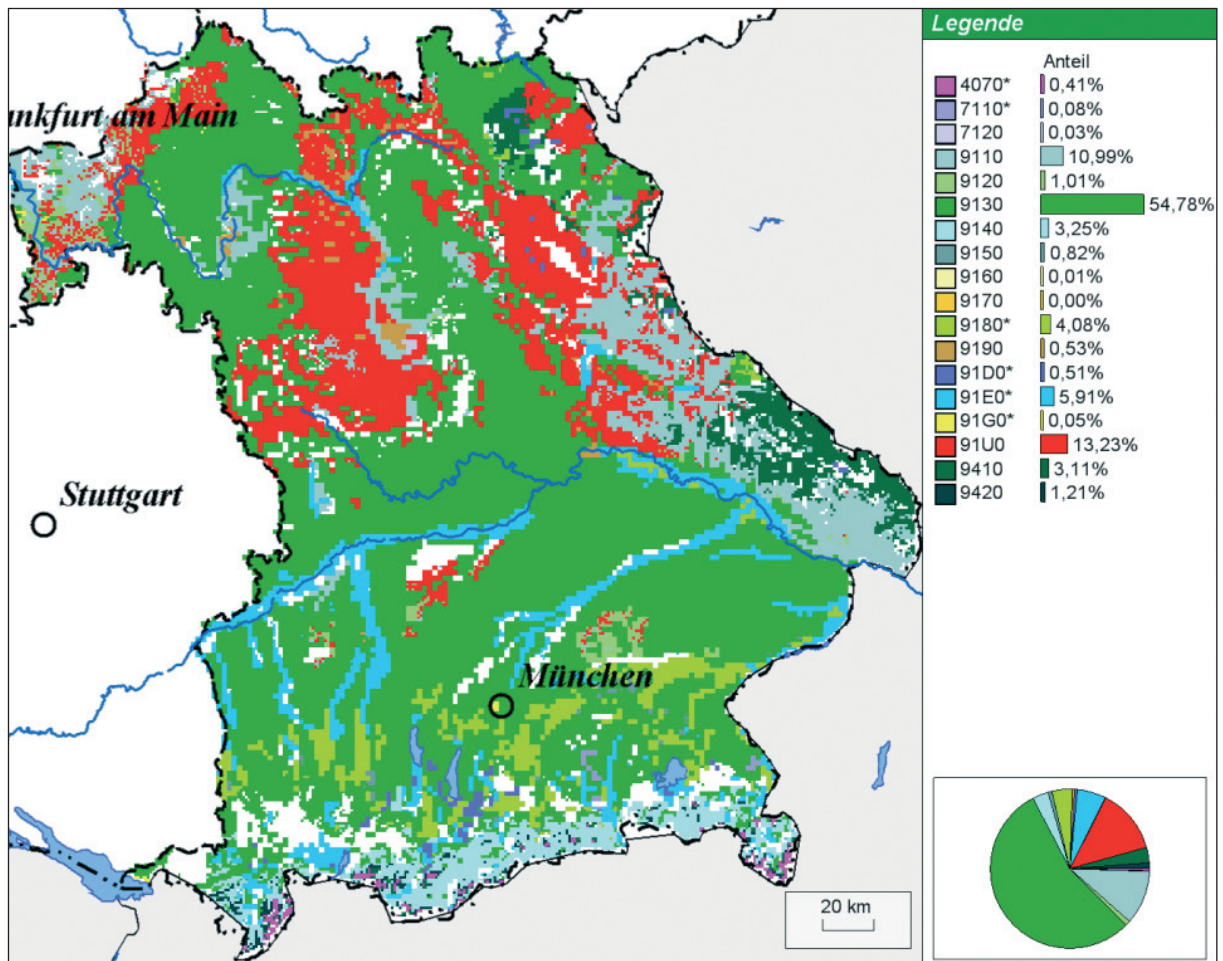 nkfurt am Main
Stuttgart
München
20 km
Legende
Anteil
4070* 0,41%
7110* 0,08%
7120 0,03%
9110 10,99%
9120 1,01%
9130 54,78%
9140 3,25%
9150 0,82%
9160 0,01%
9170 0,00%
9180* 4,08%
9190 0,53%
91D0* 0,51%
91E0* 5,91%
91G0* 0,05%
91U0 13,23%
9410 3,11%
9420 1,21%